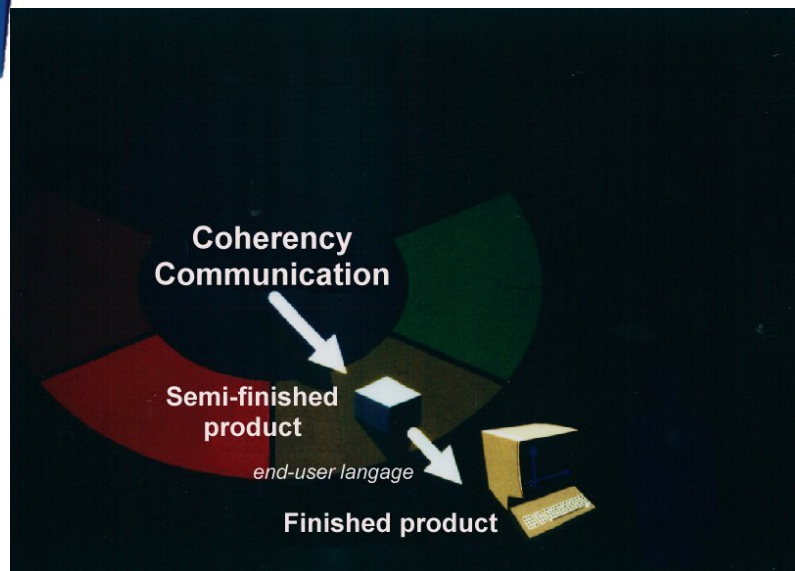 Coherency
Communication
Semi-finished
product
end-user langage
Finished product